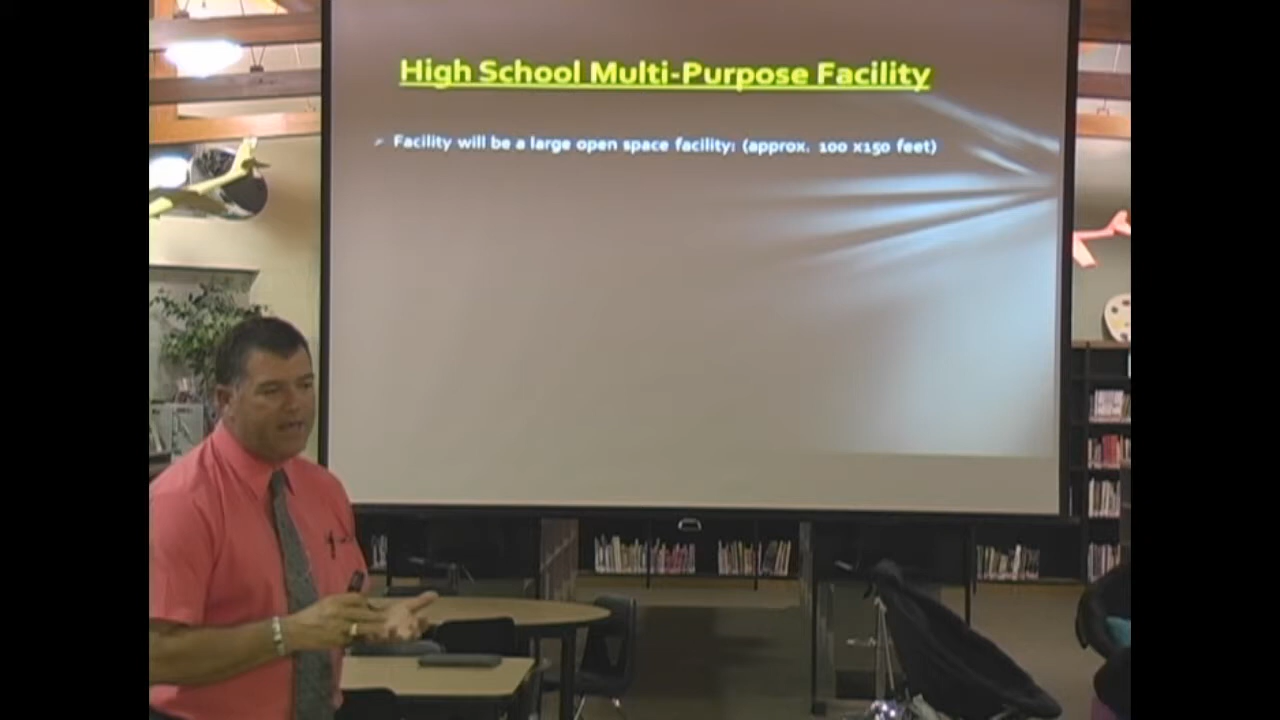 High School Multi-Purpose Facility
Facility will be a large open space facility: (approx. 100 x150 feet)